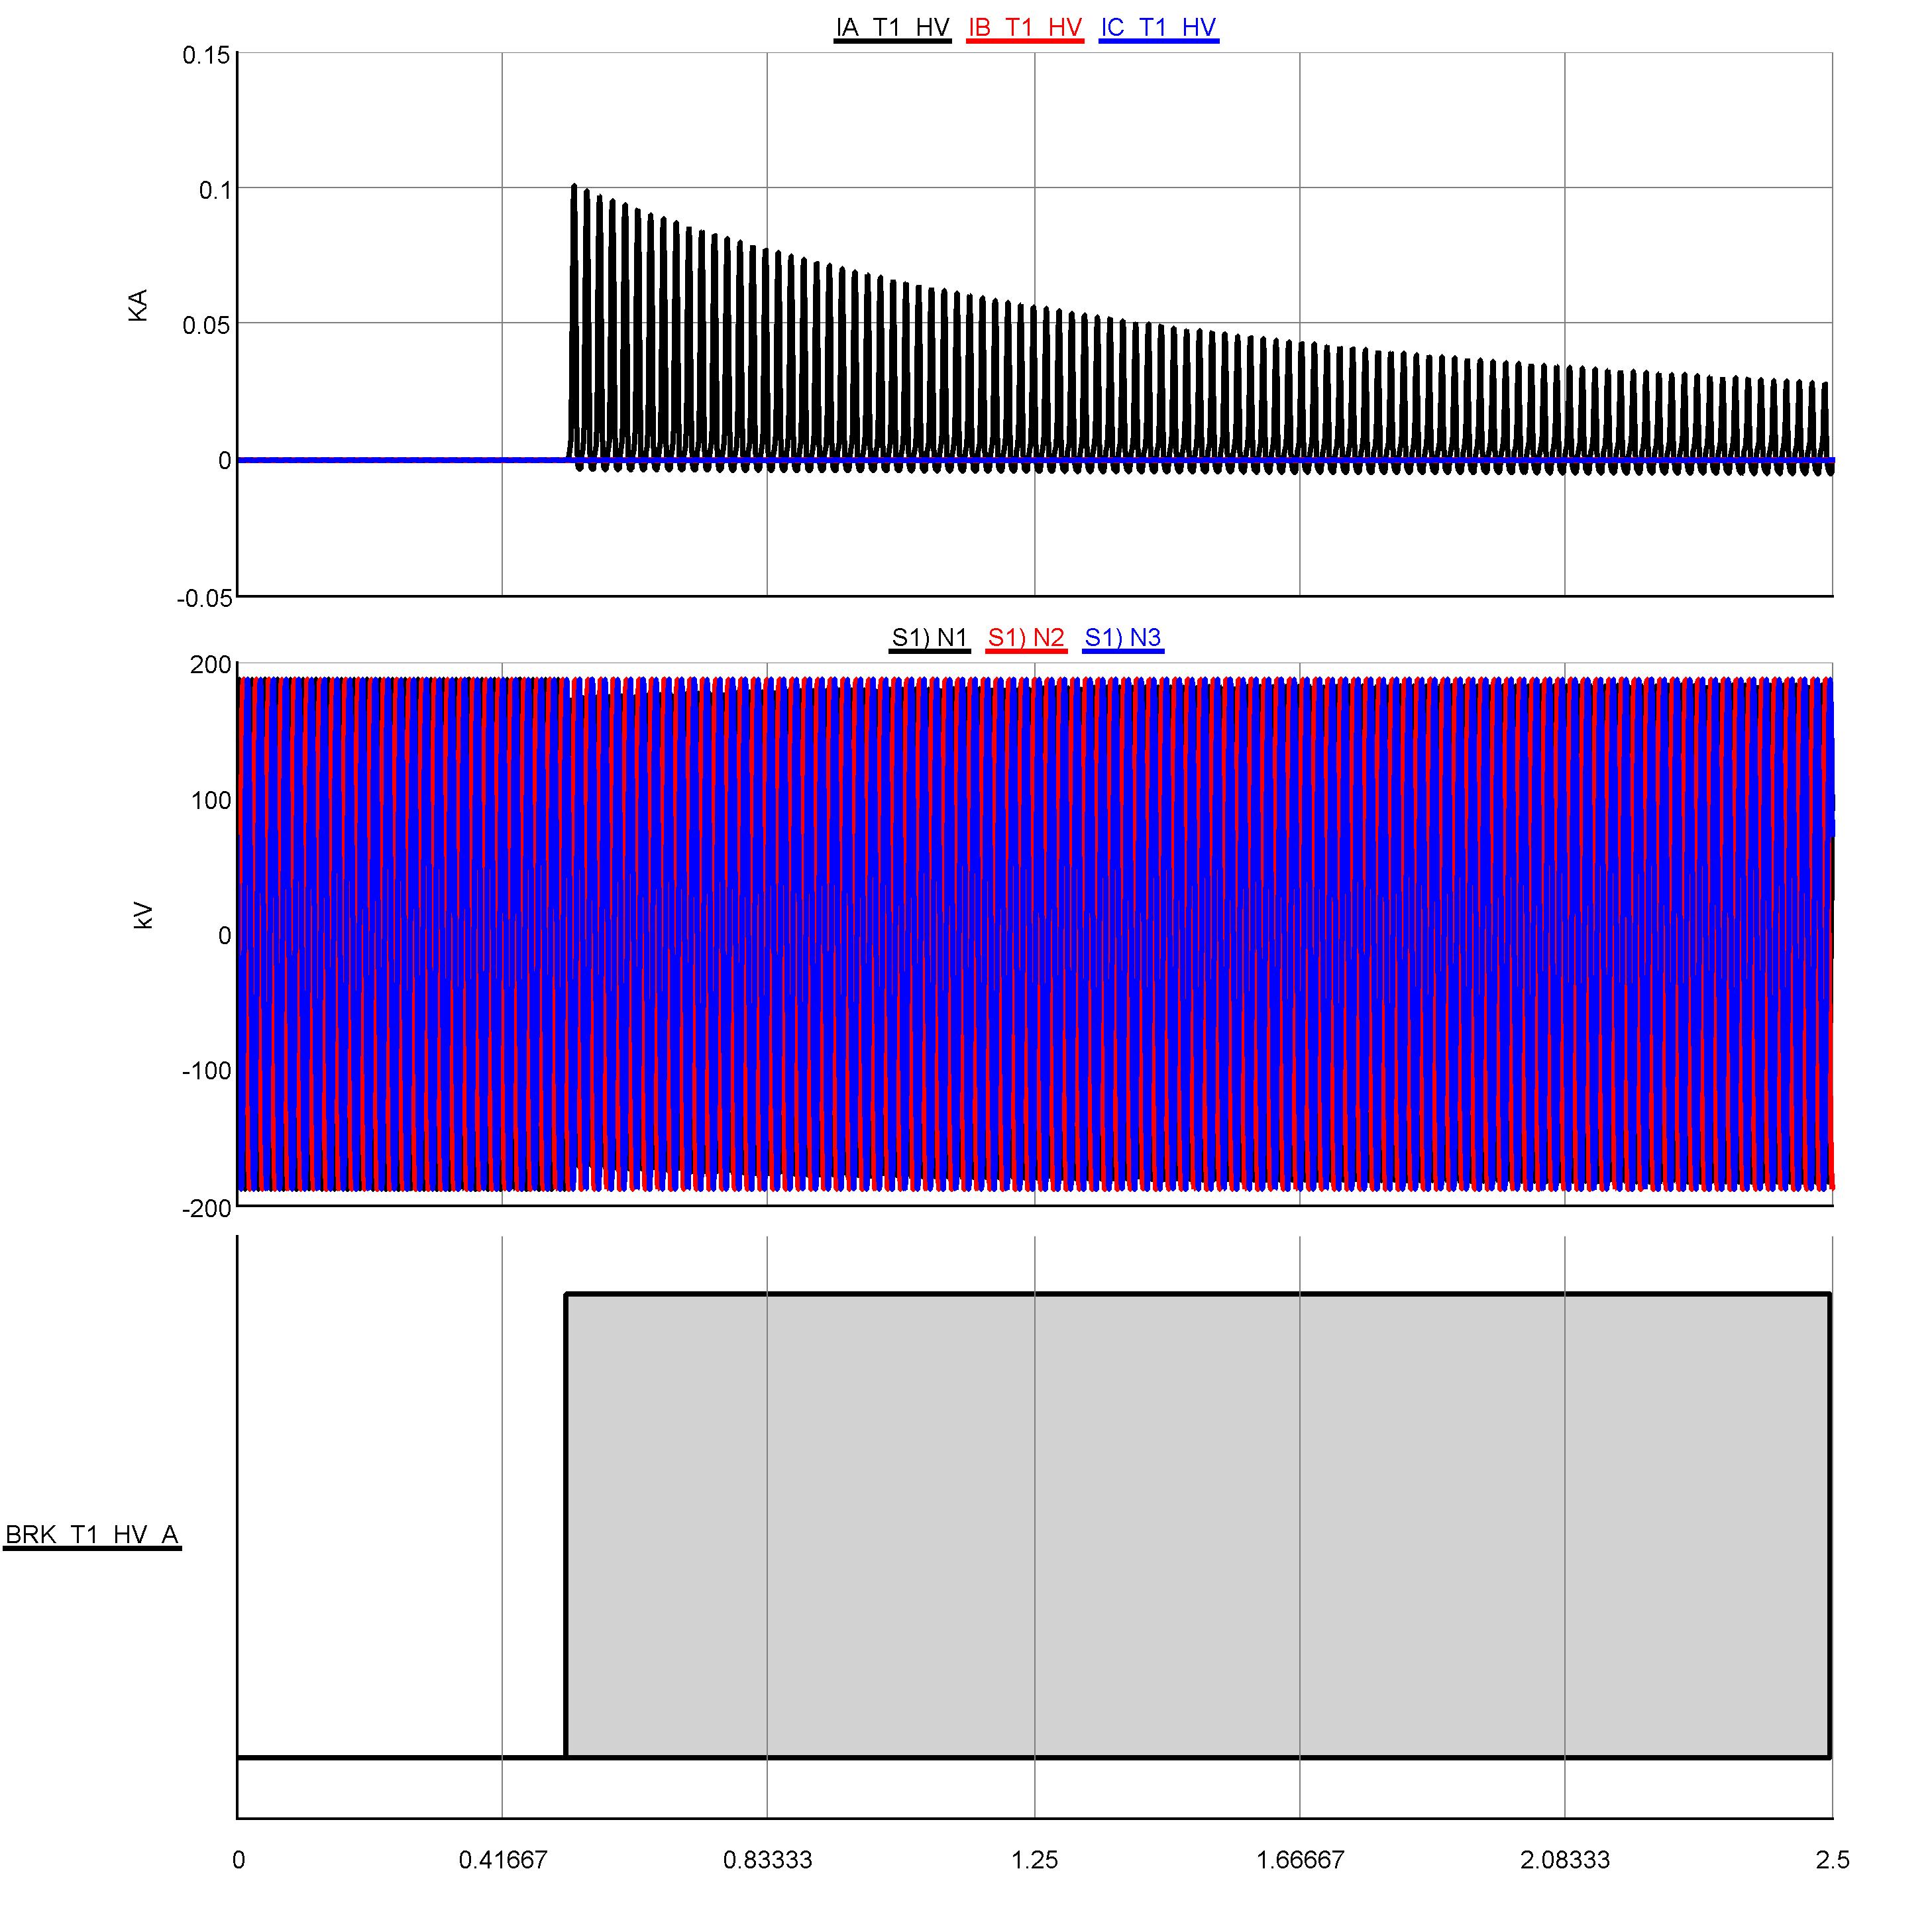 IA_T1_HV IB_T1_HV IC_T1_HV
0.15
0.1
KA
0.05
0
-0.05
S1) N1 S1) N2 S1) N3
200
100
kV
0
-100
-200
BRK_T1_HV_A
0 0.41667 0.83333 1.25 1.66667 2.08333 2.5